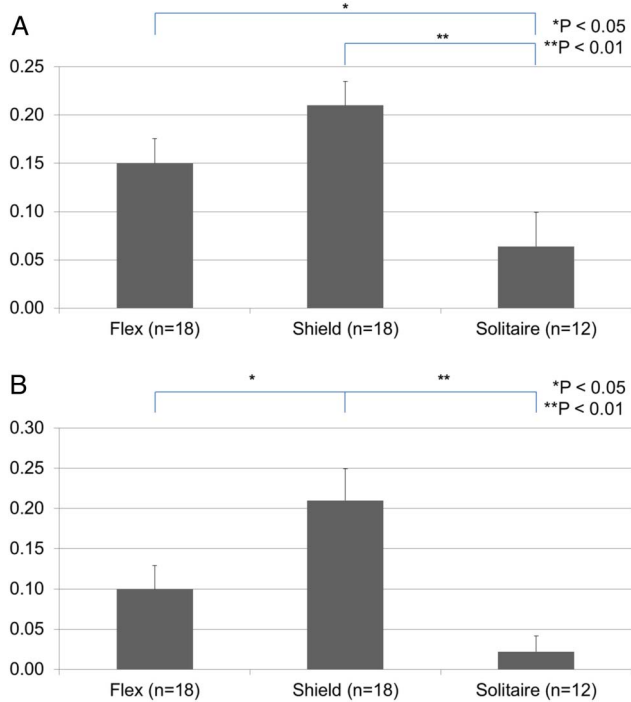 A
*
*P < 0.05
**
**P < 0.01
0.25
0.20
0.15
0.10
0.05
0.00
Flex (n=18) Shield (n=18) Solitaire (n=12)
B
* **
*P < 0.05
**P < 0.01
0.30
0.25
0.20
0.15
0.10
0.05
0.00
Flex (n=18) Shield (n=18) Solitaire (n=12)